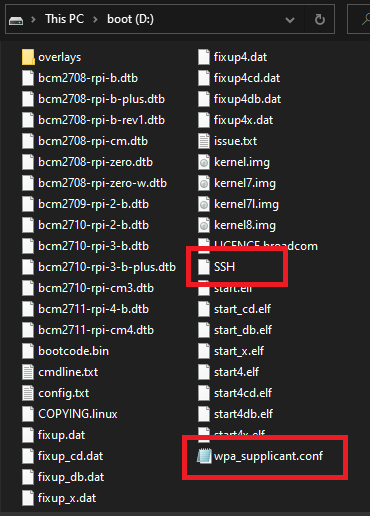 This PC > boot (D:)
overlays
bcm2708-rpi-b.dtb
bcm2708-rpi-b-plus.dtb
bcm2708-rpi-b-rev1.dtb
bcm2708-rpi-cm.dtb
bcm2708-rpi-zero.dtb
bcm2708-rpi-zero-w.dtb
bcm2709-rpi-2-b.dtb
bcm2710-rpi-2-b.dtb
bcm2710-rpi-3-b.dtb
bcm2710-rpi-3-b-plus.dtb
bcm2710-rpi-cm3.dtb
bcm2711-rpi-4-b.dtb
bcm2711-rpi-cm4.dtb
bootcode.bin
cmdline.txt
config.txt
COPYING.linux
fixup.dat
fixup_cd.dat
fixup_db.dat
fixup_x.dat
fixup4.dat
fixup4cd.dat
fixup4db.dat
fixup4x.dat
issue.txt
kernel.img
kernel7.img
kernel7l.img
kernel8.img
LICENCE.broadcom
SSH
start.elf
start_cd.elf
start_db.elf
start_x.elf
start4.elf
start4cd.elf
start4db.elf
start4x.elf
wpa_supplicant.conf